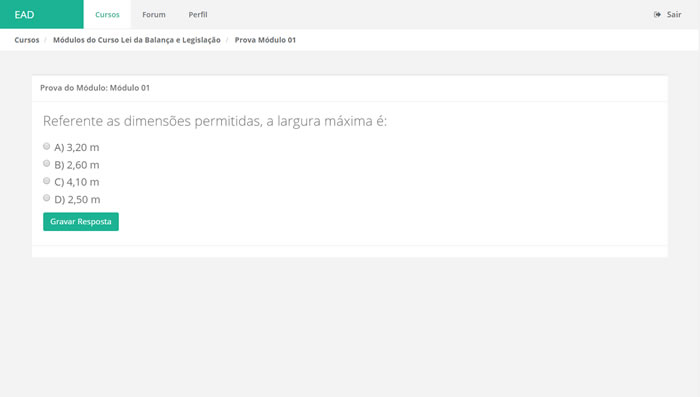 EAD Cursos Forum Perfil Sair
Cursos / Módulos do Curso Lei da Balança e Legislação / Prova Módulo 01
Prova do Módulo: Módulo 01
Referente as dimensões permitidas, a largura máxima é:
A) 3,20 m
B) 2,60 m
C) 4,10 m
D) 2,50 m
Gravar Resposta